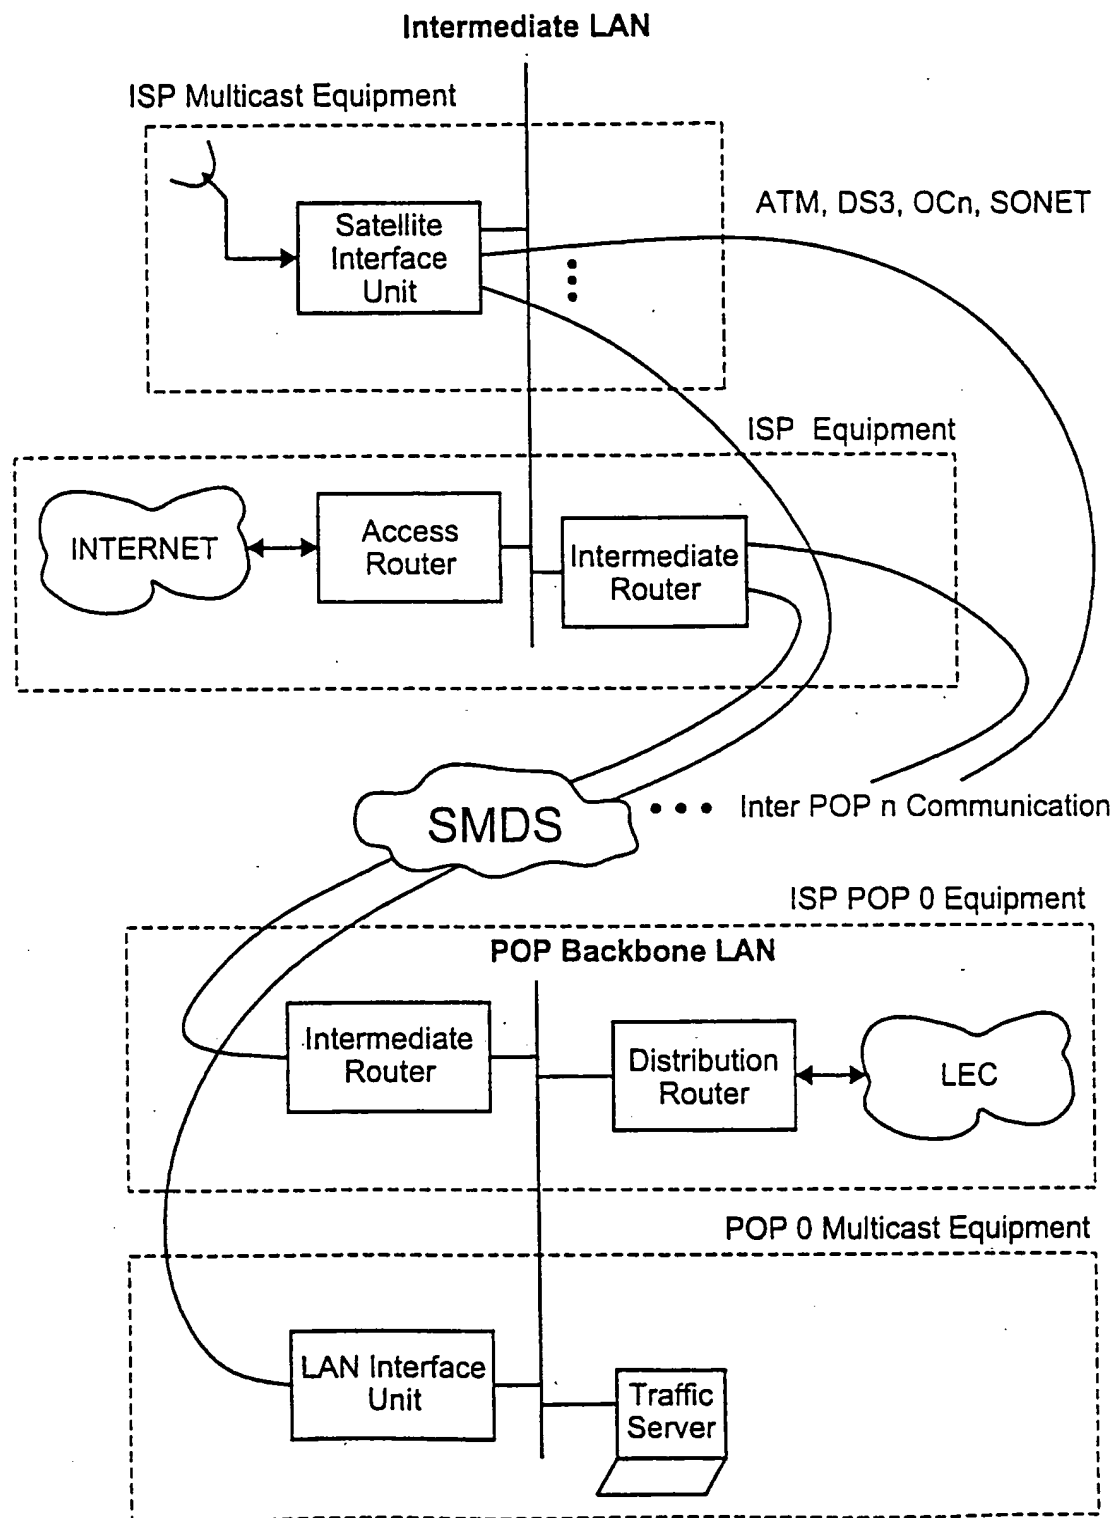 Intermediate LAN
ISP Multicast Equipment
ATM, DS3, OCn, SONET
Satellite
Interface
Unit
ISP Equipment
INTERNET
Access
Router
Intermediate
Router
SMDS
Inter POP n Communication
ISP POP 0 Equipment
POP Backbone LAN
Intermediate
Router
Distribution
Router
LEC
POP 0 Multicast Equipment
LAN Interface
Unit
Traffic
Server